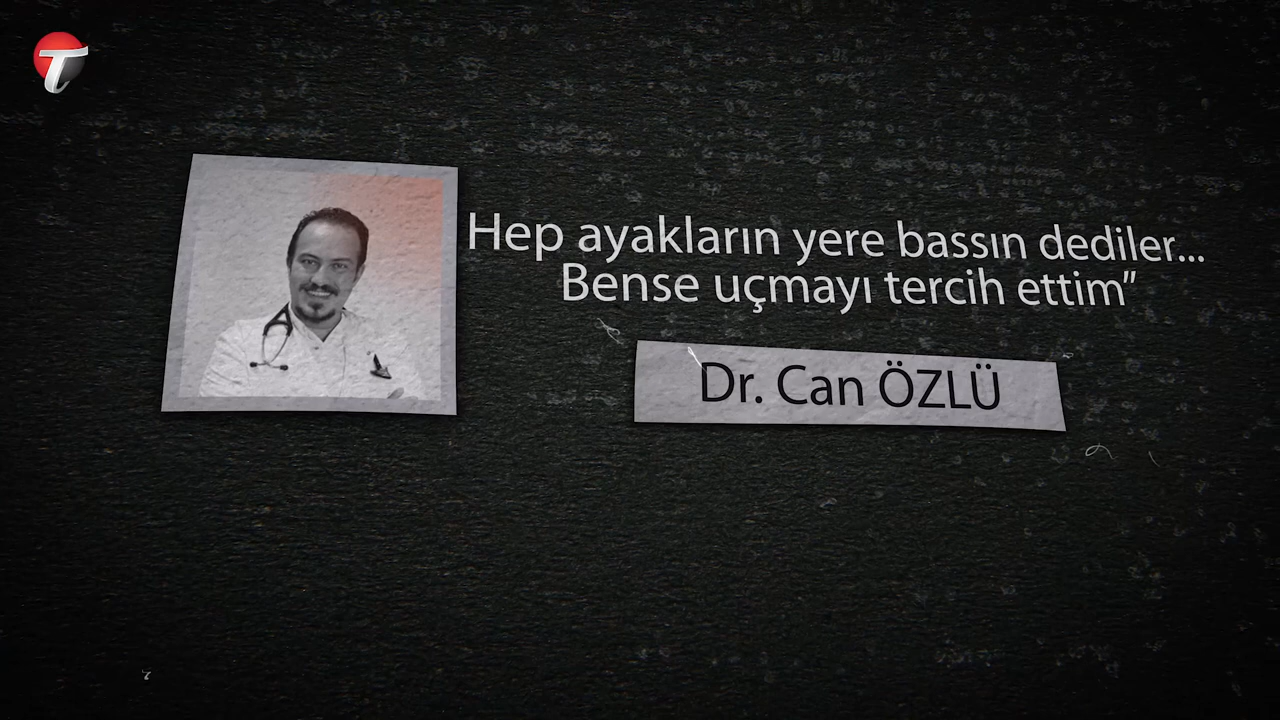 Hep ayakların yere bassın dediler...
Bense uçmayı tercih ettim”
Dr. Can ÖZLÜ